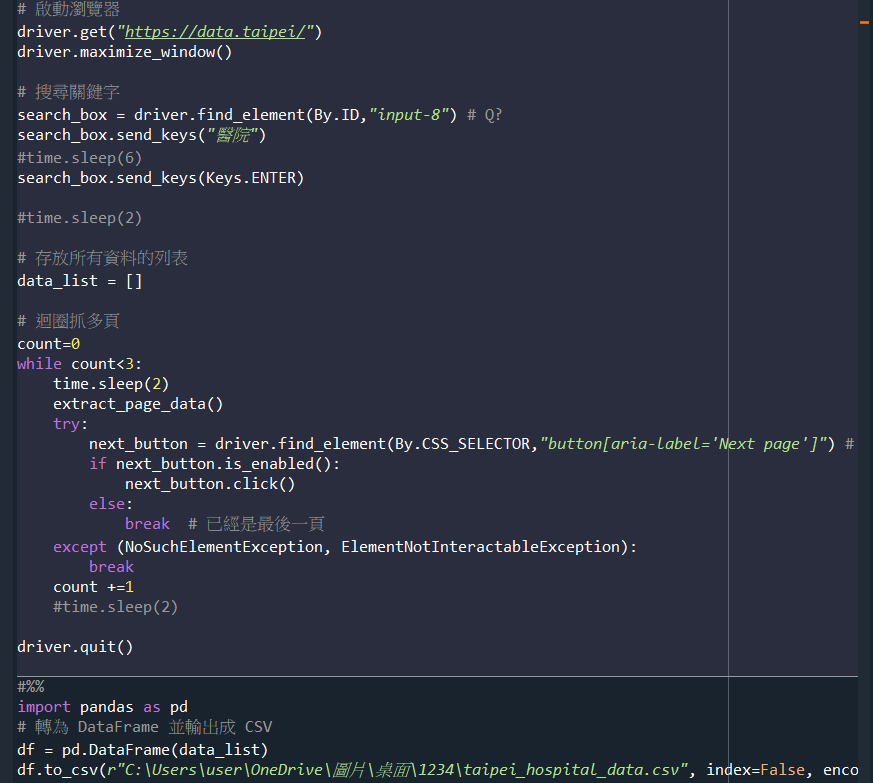 # 啟動瀏覽器
driver.get("https://data.taipei/")
driver.maximize_window()
# 搜尋關鍵字
search_box = driver.find_element(By.ID,"input-8") # Q?
search_box.send_keys("醫院")
#time.sleep(6)
search_box.send_keys(Keys.ENTER)
#time.sleep(2)
# 存放所有資料的列表
data_list = []
# 迴圈抓多頁
count=0
while count<3:
    time.sleep(2)
    extract_page_data()
    try:
        next_button = driver.find_element(By.CSS_SELECTOR,"button[aria-label='Next page']") #
        if next_button.is_enabled():
            next_button.click()
        else:
            break  # 已經是最後一頁
    except (NoSuchElementException, ElementNotInteractableException):
        break
    count +=1
    #time.sleep(2)
driver.quit()
#%%
import pandas as pd
# 轉為 DataFrame 並輸出成 CSV
df = pd.DataFrame(data_list)
df.to_csv(r"C:\Users\user\OneDrive\圖片\桌面\1234\taipei_hospital_data.csv", index=False, enco